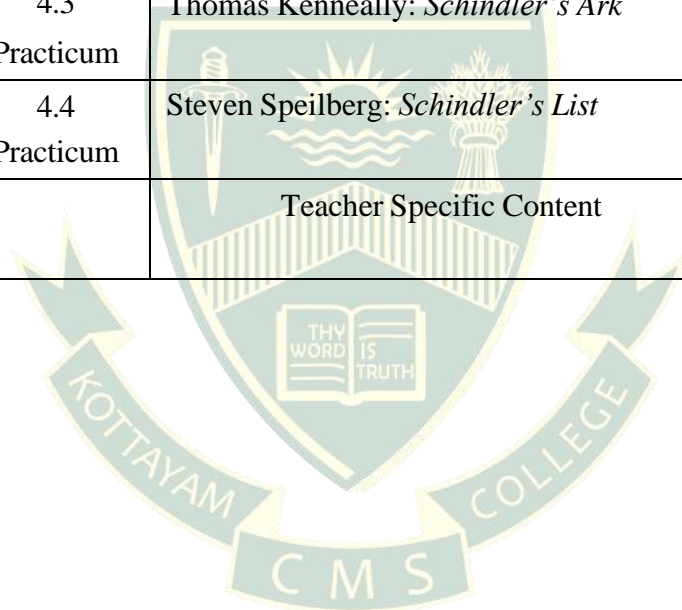 4.3 Thomas Kenneally: Schindler's Ark
Practicum
4.4 Steven Speilberg: Schindler's List
Practicum
Teacher Specific Content
THY
WORD IS
TRUTH
KOTTAYAM COLLEGE
CMS